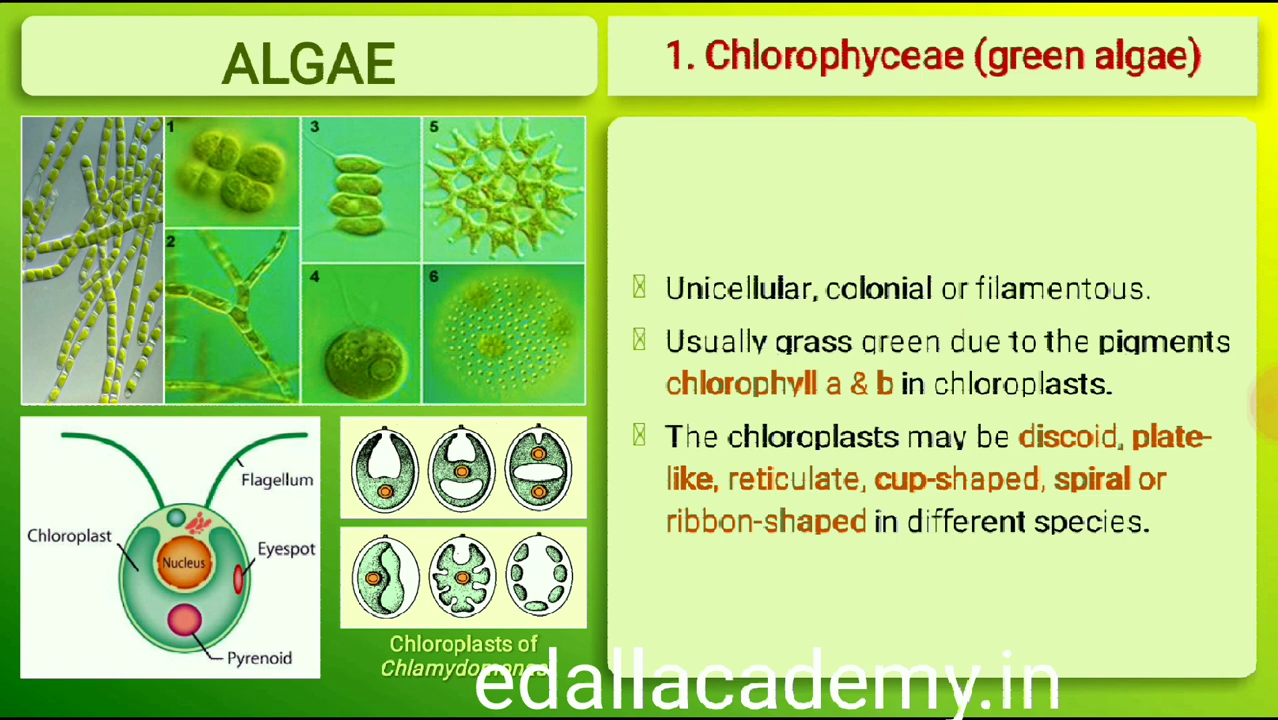 ALGAE
1. Chlorophyceae (green algae)
1
2
3
4
5
6
Flagellum
Chloroplast
Eyespot
Nucleus
Pyrenoid
Chloroplasts of
Chlamydomonas
Unicellular, colonial or filamentous.
Usually grass green due to the pigments
chlorophyll a & b in chloroplasts.
The chloroplasts may be discoid, plate-
like, reticulate, cup-shaped, spiral or
ribbon-shaped in different species.
edallacademy.in